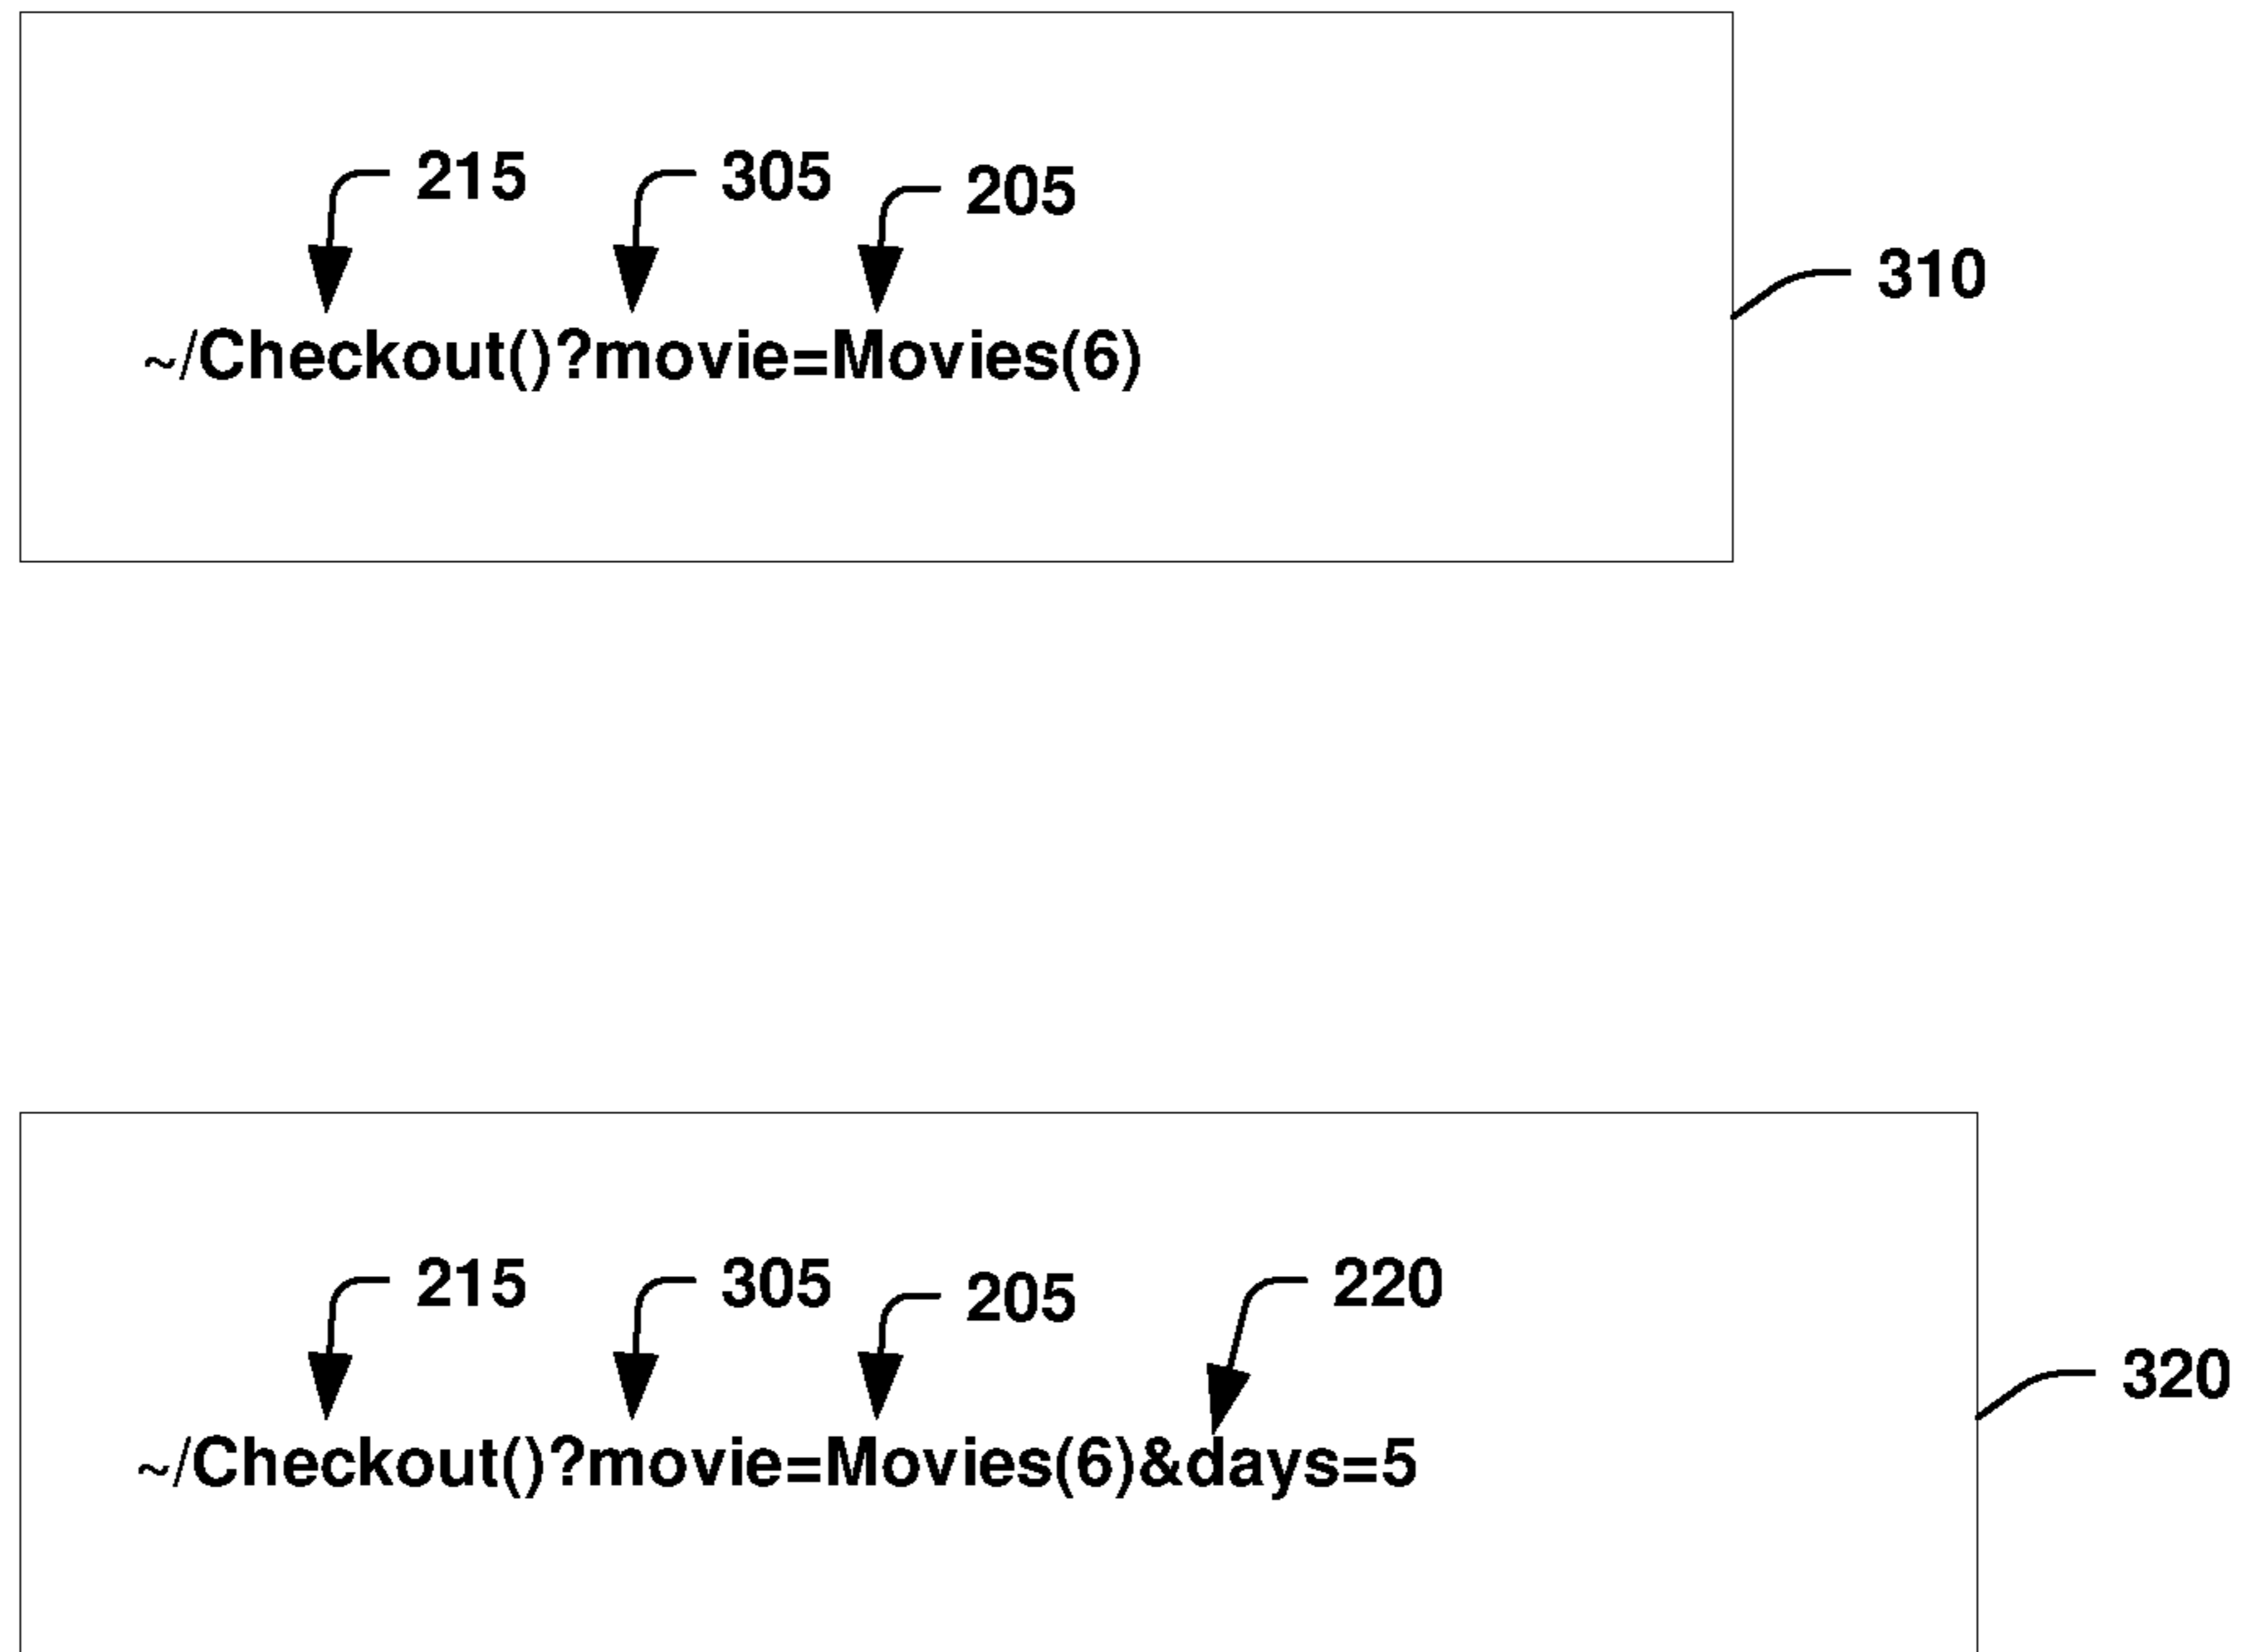 215 305 205
310
~/Checkout()?movie=Movies(6)
215 305 205 220
320
~/Checkout()?movie=Movies(6)&days=5